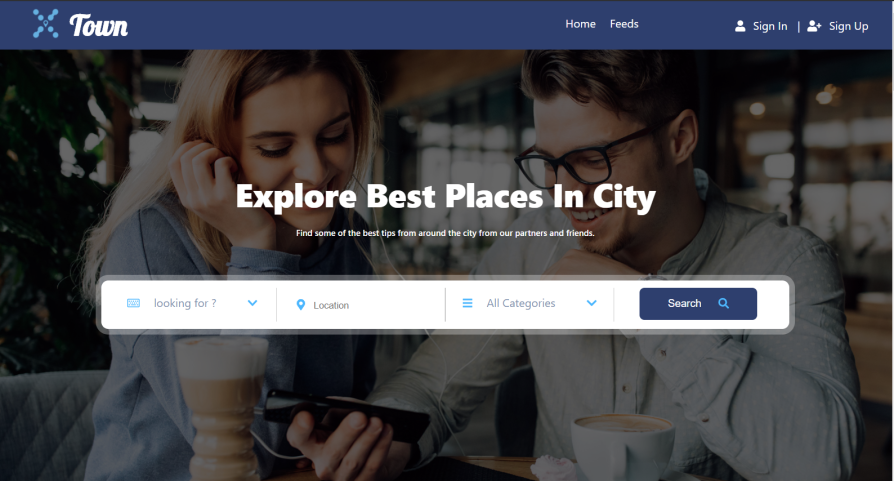 Town
Home Feeds
Sign In | Sign Up
Explore Best Places In City
Find some of the best tips from around the city from our partners and friends.
looking for ?
Location
All Categories
Search